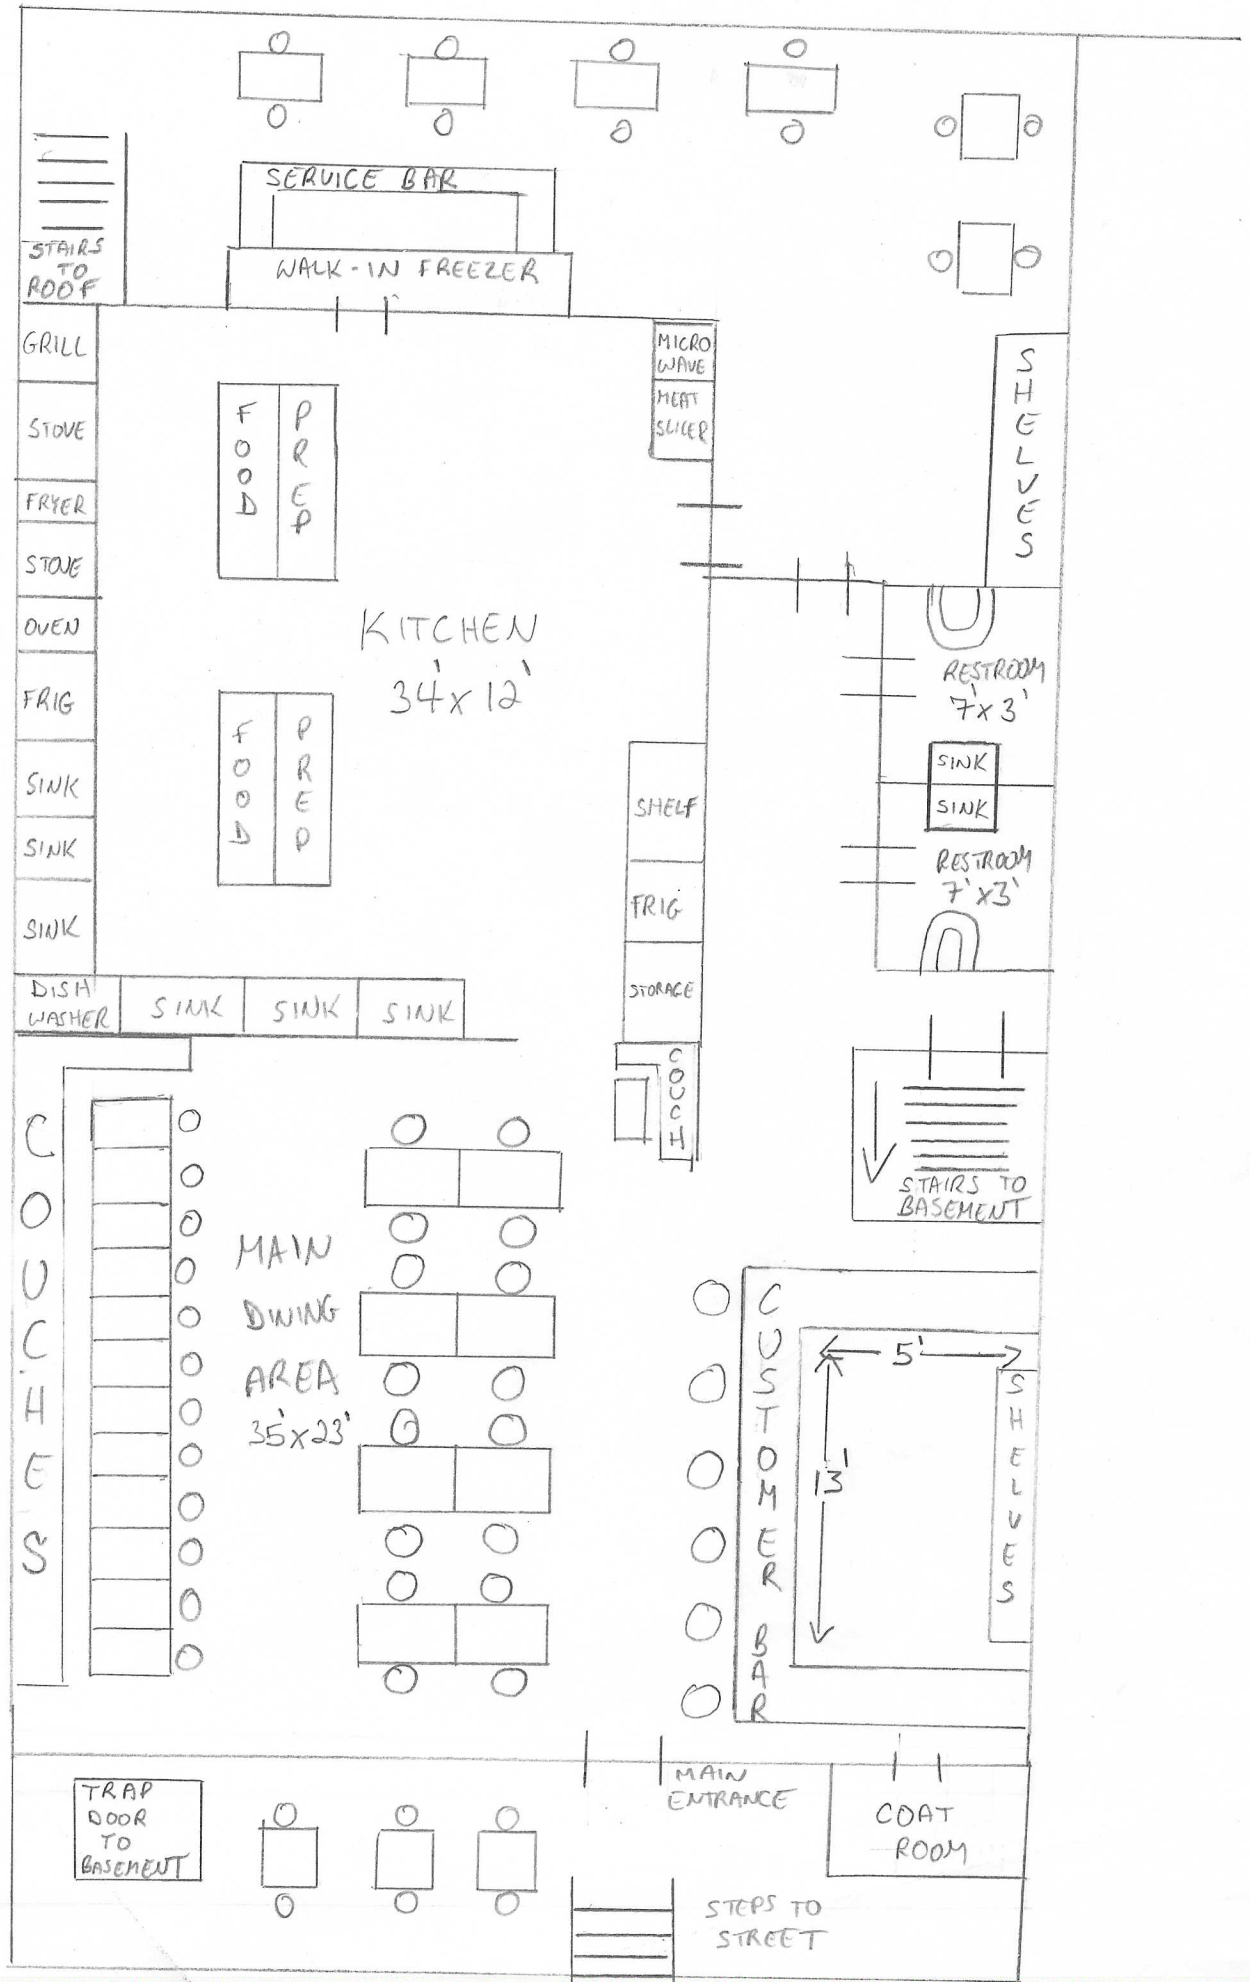 SERVICE BAR
STAIRS
TO
ROOF
WALK-IN FREEZER
GRILL
MICRO
WAVE
MEAT
SLICER
SHELVES
STOVE
FOOD PREP
FRYER
STOVE
OVEN
KITCHEN
34'x12'
FRIG
RESTROOM
7'x3'
SINK
SINK
FOOD PREP
SHELF
SINK
SINK
RESTROOM
7'x3'
FRIG
SINK
STORAGE
DISH
WASHER
SINK
SINK
SINK
COUCH
COUCHES
STAIRS TO
BASEMENT
MAIN
DINING
AREA
35'x23'
CUSTOMER BAR
5'
13'
SHELVES
MAIN
ENTRANCE
TRAP
DOOR
TO
BASEMENT
COAT
ROOM
STEPS TO
STREET